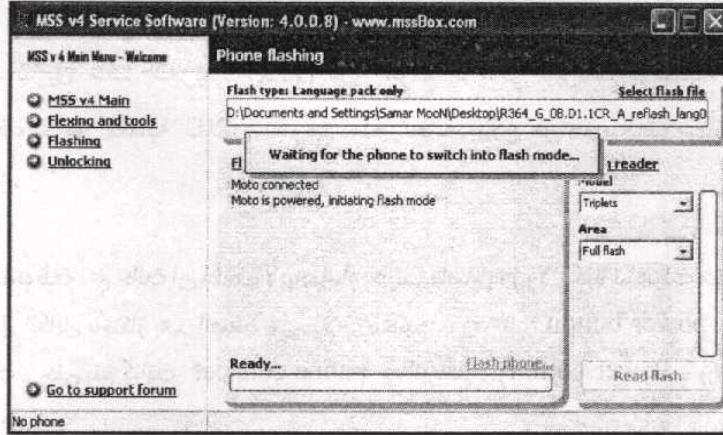 MSS v4 Service Software (Version: 4.0.0.8) - www.mssBox.com
MSS v 4 Main Menu - Welcome
Phone flashing
MSS v4 Main
Flexing and tools
Flashing
Unlocking
Go to support forum
Flash type: Language pack only
Select flash file
D:\Documents and Settings\Samar MooN\Desktop\R364_G_08.D1.1CR_A_reflash_lang0
Waiting for the phone to switch into flash mode...
Fl
reader
Moto connected
Moto is powered, initiating flash mode
Model
Triplets
Area
Full flash
Ready...
Flash phone...
Read flash
No phone